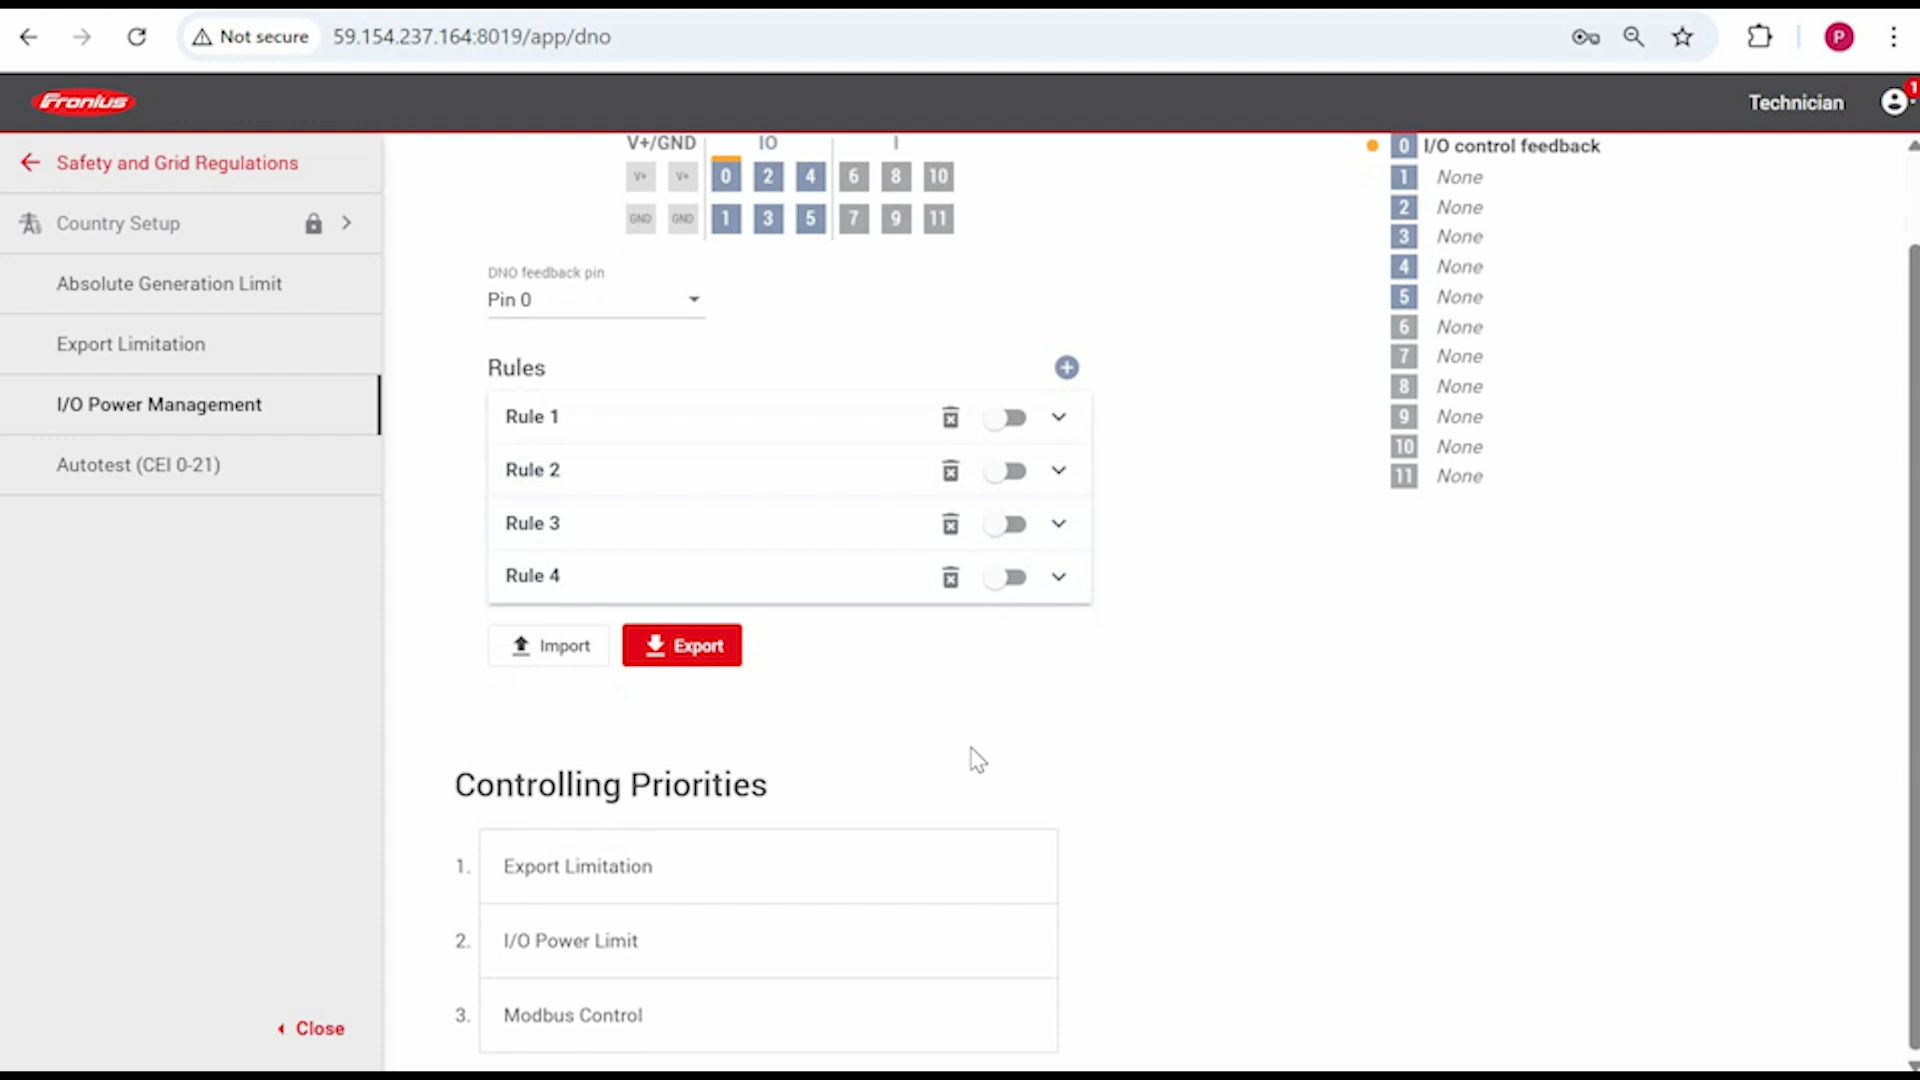 Not secure
59.154.237.164:8019/app/dno
P
Fronius
Technician
1
Safety and Grid Regulations
Country Setup
Absolute Generation Limit
Export Limitation
I/O Power Management
Autotest (CEI 0-21)
Close
V+/GND IO I
V+ V+ 0 2 4 6 8 10
GND GND 1 3 5 7 9 11
DNO feedback pin
Pin 0
Rules
Rule 1
Rule 2
Rule 3
Rule 4
Import Export
Controlling Priorities
1. Export Limitation
2. I/O Power Limit
3. Modbus Control
0 I/O control feedback
1 None
2 None
3 None
4 None
5 None
6 None
7 None
8 None
9 None
10 None
11 None